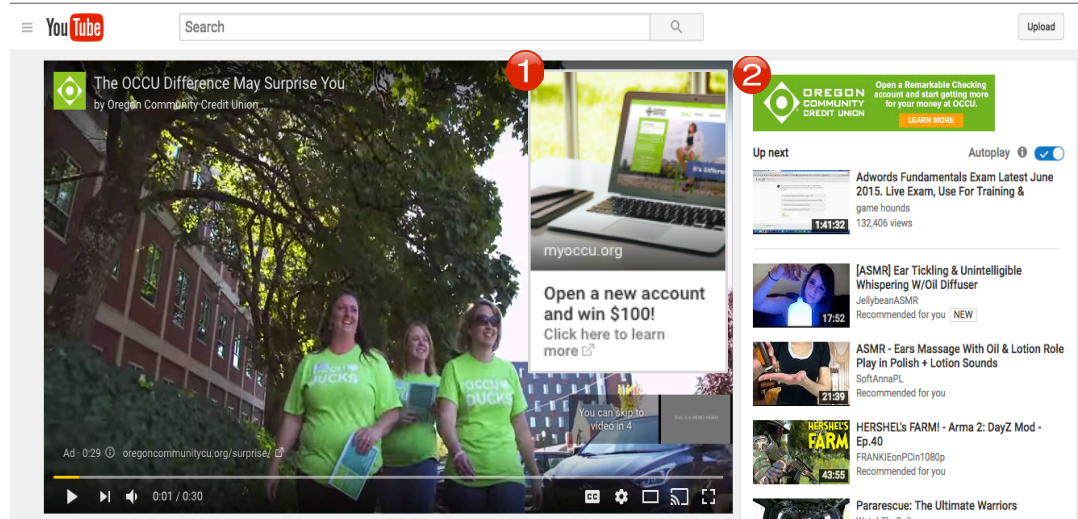 YouTube
Search
Upload
1
2
The OCCU Difference May Surprise You
by Oregon Community Credit Union
myoccu.org
Open a new account
and win $100!
Click here to learn
more
OCCU
DUCKS
You can skip to
video in 4
Ad · 0:29
oregoncommunitycu.org/surprise/
0:01 / 0:30
CC
OREGON
COMMUNITY
CREDIT UNION
Open a Remarkable Checking
account and start getting more
for your money at OCCU.
LEARN MORE
Up next
Autoplay
1:41:32
Adwords Fundamentals Exam Latest June
2015. Live Exam, Use For Training &
game hounds
132,406 views
17:52
[ASMR] Ear Tickling & Unintelligible
Whispering W/Oil Diffuser
JellybeanASMR
Recommended for you NEW
21:39
ASMR - Ears Massage With Oil & Lotion Role
Play in Polish + Lotion Sounds
SoftAnnaPL
Recommended for you
HERSHEL's
FARM
43:55
HERSHEL's FARM! - Arma 2: DayZ Mod -
Ep.40
FRANKIEonPCin1080p
Recommended for you
Pararescue: The Ultimate Warriors